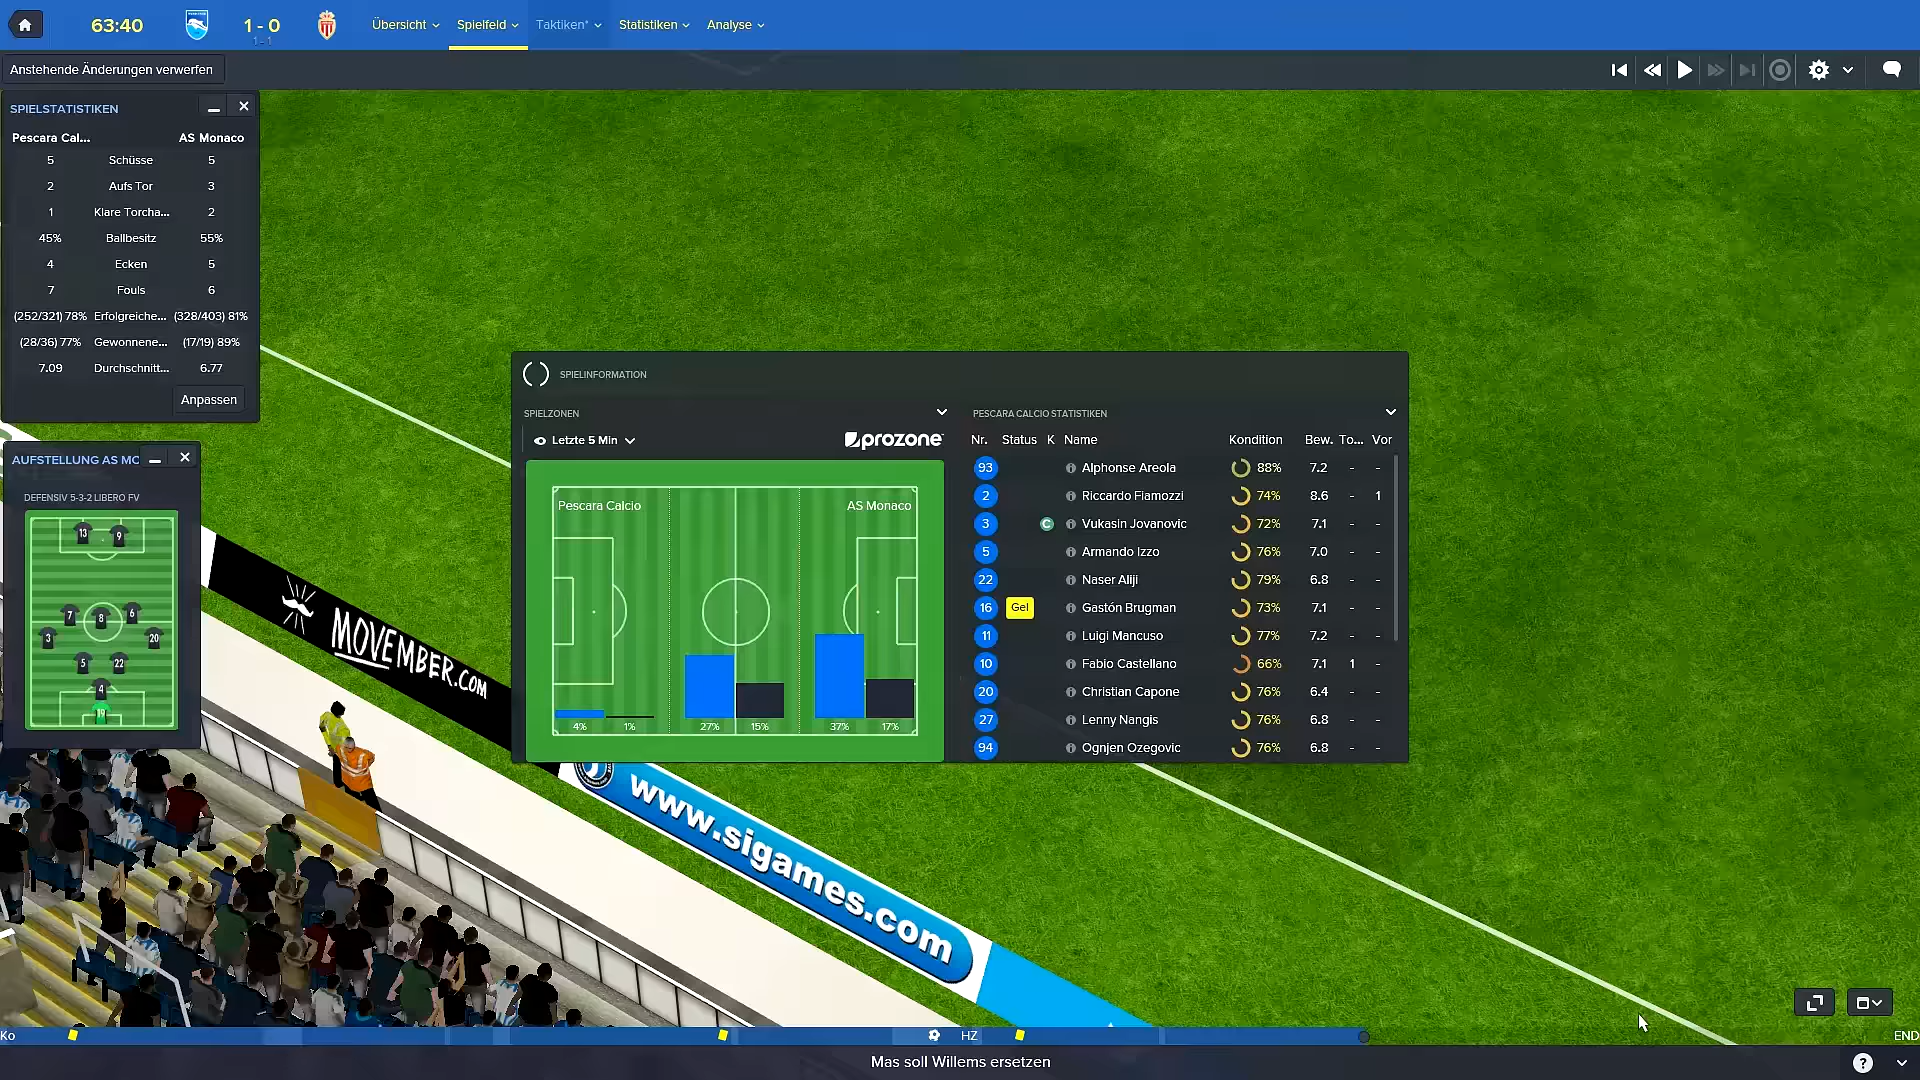 63:40
1 - 0
1 - 1
Übersicht
Spielfeld
Taktiken*
Statistiken
Analyse
Anstehende Änderungen verwerfen
SPIELSTATISTIKEN
Pescara Cal... AS Monaco
5 Schüsse 5
2 Aufs Tor 3
1 Klare Torcha... 2
45% Ballbesitz 55%
4 Ecken 5
7 Fouls 6
(252/321) 78% Erfolgreiche... (328/403) 81%
(28/36) 77% Gewonnene... (17/19) 89%
7.09 Durchschnitt... 6.77
Anpassen
AUFSTELLUNG AS MC
DEFENSIV 5-3-2 LIBERO FV
13 9
7 8 6
3 20
5 22
4
19
MOVEMBER.COM
SPIELINFORMATION
SPIELZONEN
Letzte 5 Min
prozone
Pescara Calcio AS Monaco
4% 1% 27% 15% 37% 17%
PESCARA CALCIO STATISTIKEN
Nr. Status K Name Kondition Bew. To... Vor
93 Alphonse Areola 88% 7.2 - -
2 Riccardo Fiamozzi 74% 8.6 - 1
3 C Vukasin Jovanovic 72% 7.1 - -
5 Armando Izzo 76% 7.0 - -
22 Naser Aliji 79% 6.8 - -
16 Gel Gastón Brugman 73% 7.1 - -
11 Luigi Mancuso 77% 7.2 - -
10 Fabio Castellano 66% 7.1 1 -
20 Christian Capone 76% 6.4 - -
27 Lenny Nangis 76% 6.8 - -
94 Ognjen Ozegovic 76% 6.8 - -
www.sigames.com
Ko
HZ
END
Mas soll Willems ersetzen
?